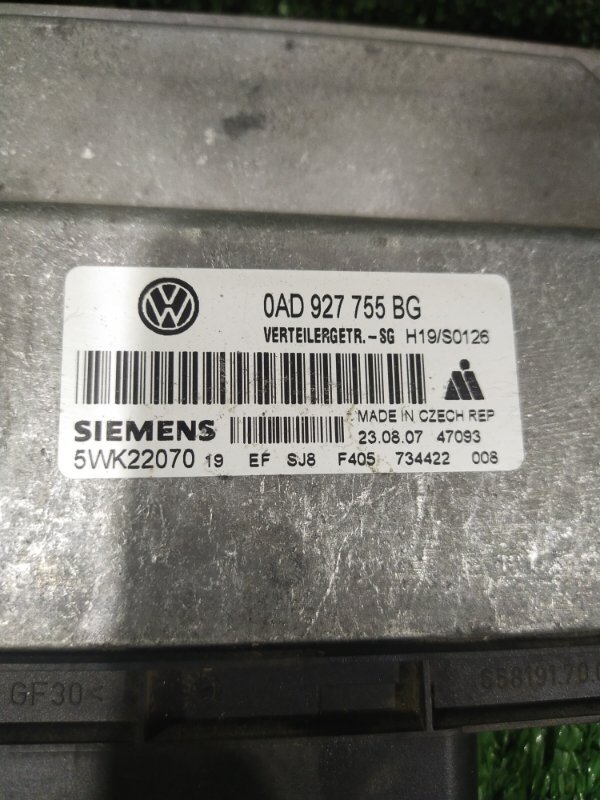 0AD 927 755 BG
VERTEILERGETR.-SG H19/S0126
MADE IN CZECH REP
SIEMENS 23.08.07 47093
5WK22070 19 EF SJ8 F405 734422 008
GF30<